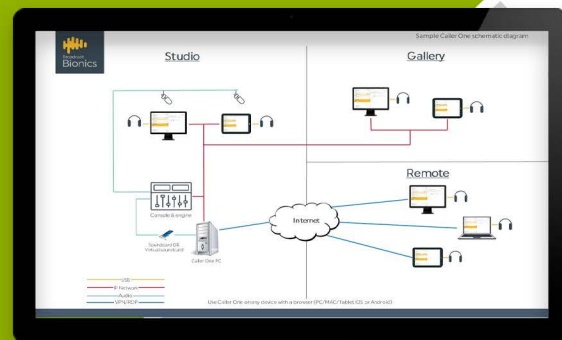 Sample Caller One schematic diagram
Broadcast
Bionics
Studio
Gallery
Remote
Console & engine
Internet
Soundcard OR
Virtual soundcard
Caller One PC
USB
IP Network
Audio
VPN/RDP
Use Caller One on any device with a browser (PC/MAC/Tablet iOS or Android)